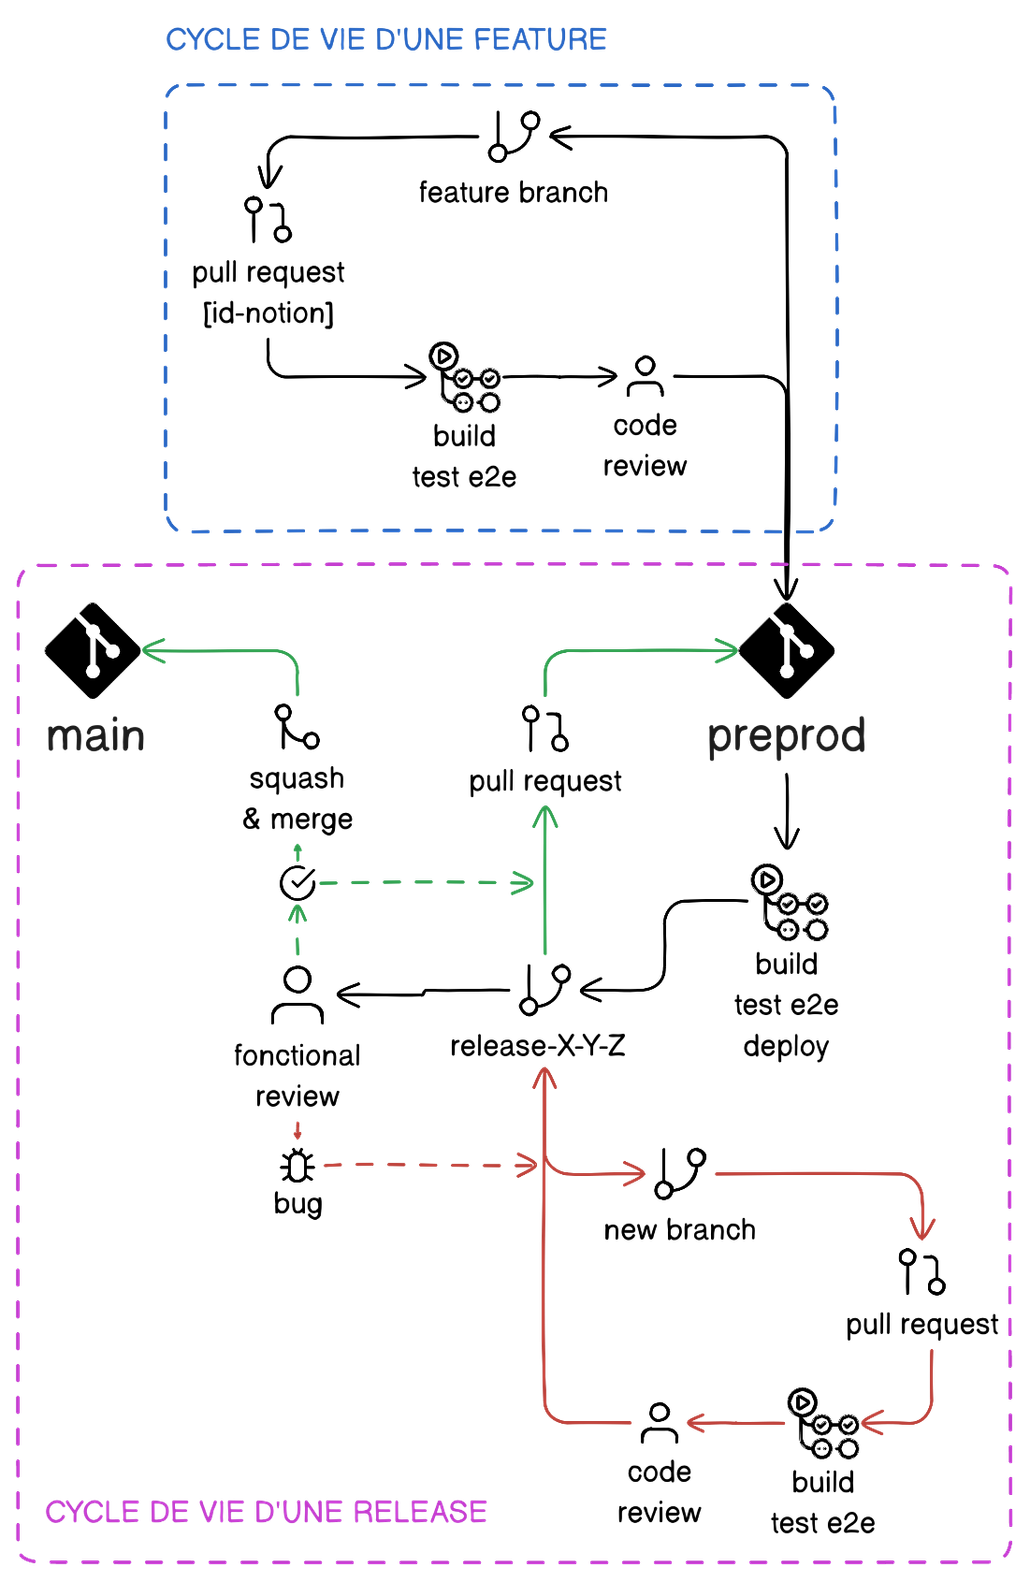 CYCLE DE VIE D'UNE FEATURE
feature branch
pull request
[id-notion]
build
test e2e
code
review
main
preprod
squash
& merge
pull request
build
test e2e
deploy
release-X-Y-Z
fonctional
review
bug
new branch
pull request
build
test e2e
code
review
CYCLE DE VIE D'UNE RELEASE